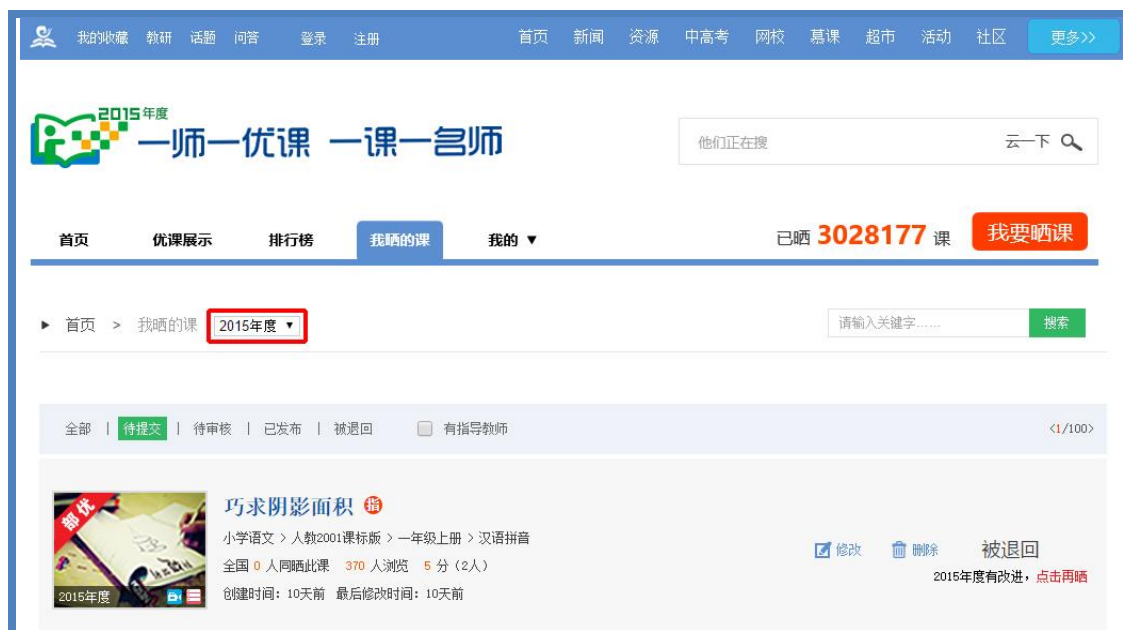 我的收藏 教研 话题 问答 登录 注册 首页 新闻 资源 中高考 网校 慕课 超市 活动 社区 更多>>
2015年度
一师一优课 一课一名师
他们正在搜 云一下
首页 优课展示 排行榜 我晒的课 我的 ▼ 已晒 3028177 课 我要晒课
首页 > 我晒的课 2015年度 ▼ 请输入关键字…… 搜索
全部 | 待提交 | 待审核 | 已发布 | 被退回 有指导教师 <1/100>
部优
巧求阴影面积 指
小学语文 > 人教2001课标版 > 一年级上册 > 汉语拼音
修改 删除 被退回
全国 0 人同晒此课 370 人浏览 5 分（2人）
2015年度有改进，点击再晒
2015年度
创建时间：10天前 最后修改时间：10天前